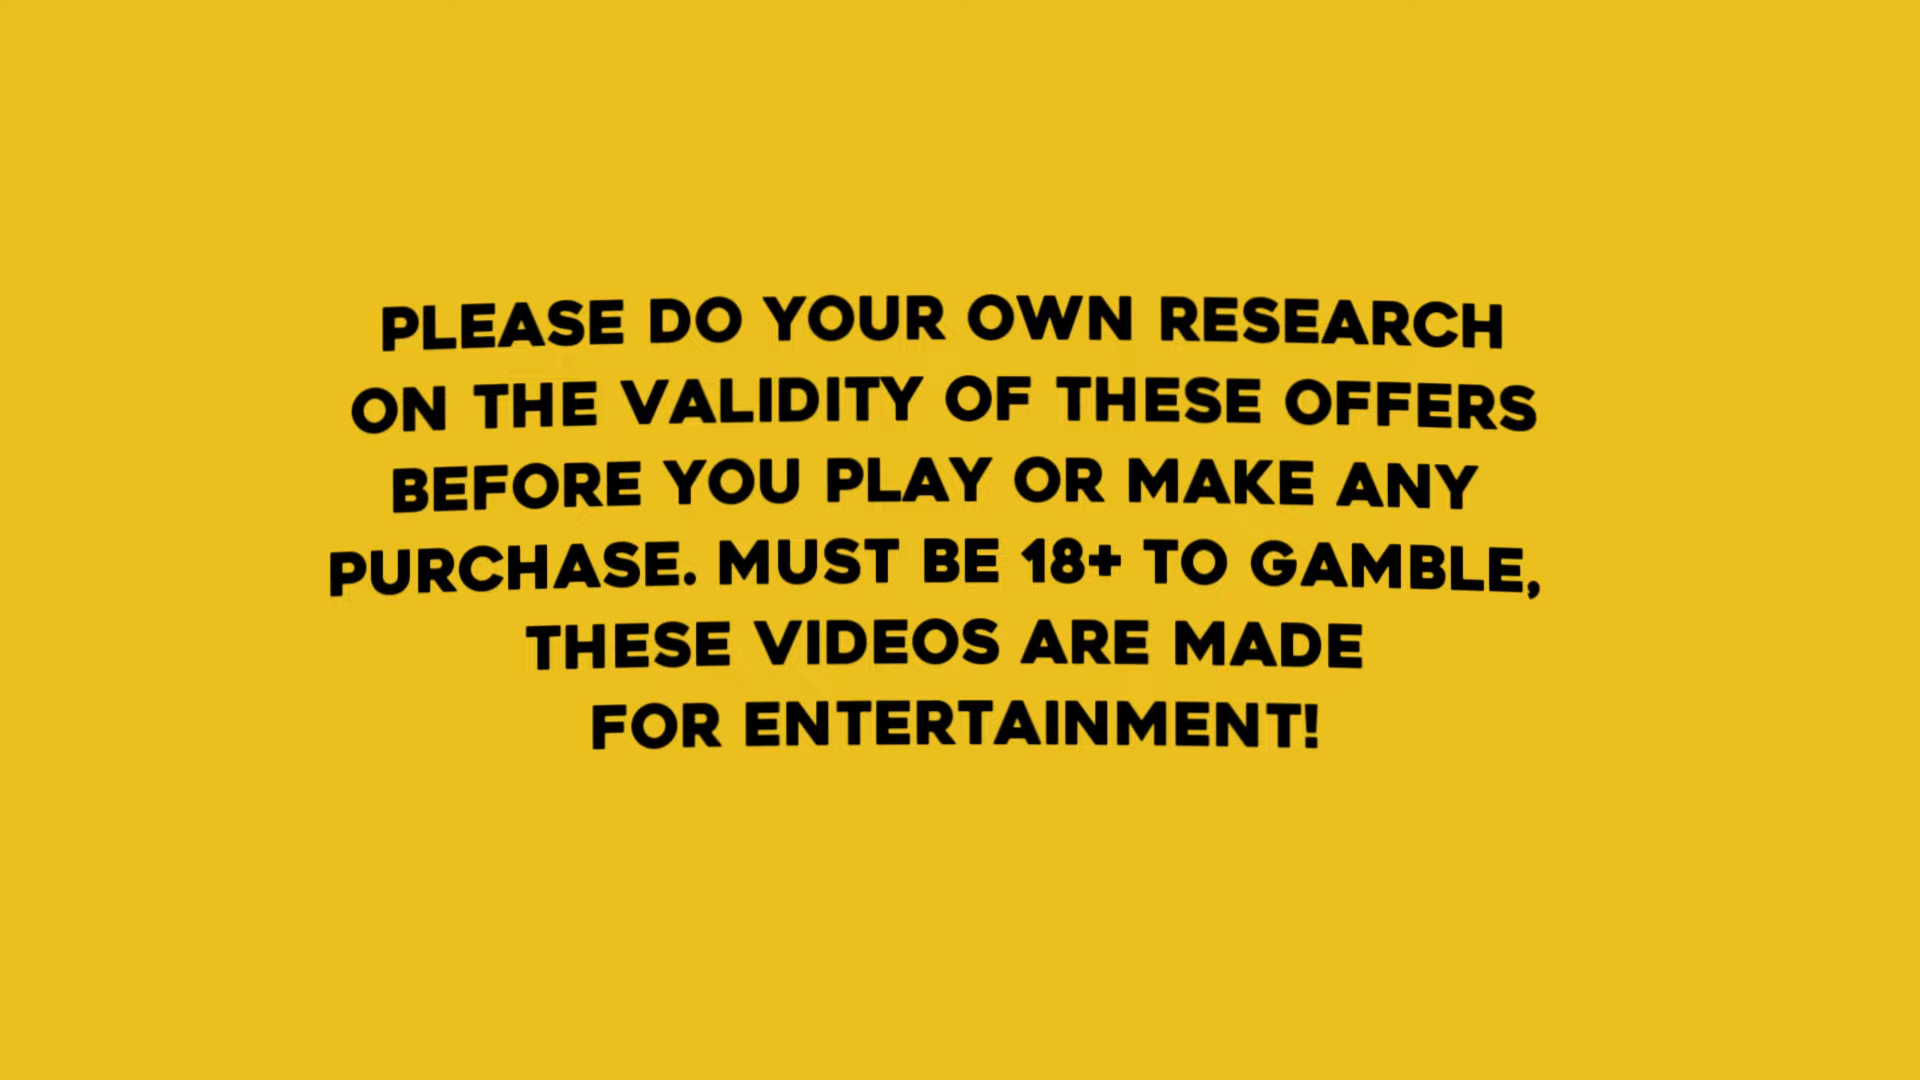 PLEASE DO YOUR OWN RESEARCH
ON THE VALIDITY OF THESE OFFERS
BEFORE YOU PLAY OR MAKE ANY
PURCHASE. MUST BE 18+ TO GAMBLE,
THESE VIDEOS ARE MADE
FOR ENTERTAINMENT!